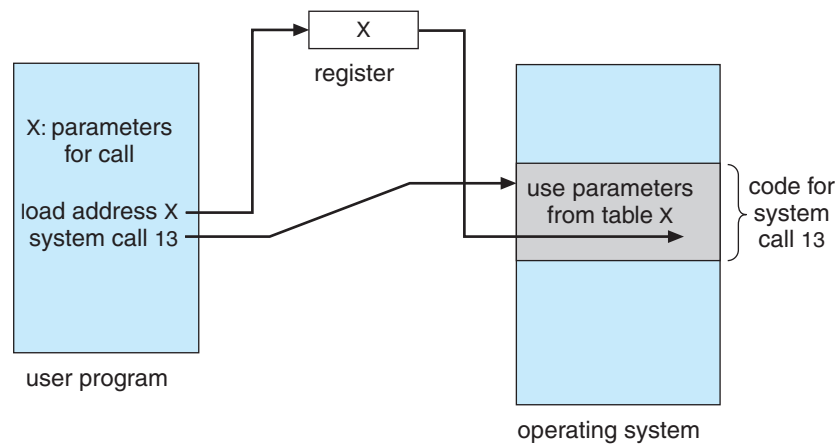 X
register
X: parameters
for call
load address X
system call 13
user program
use parameters
from table X
code for
system
call 13
operating system